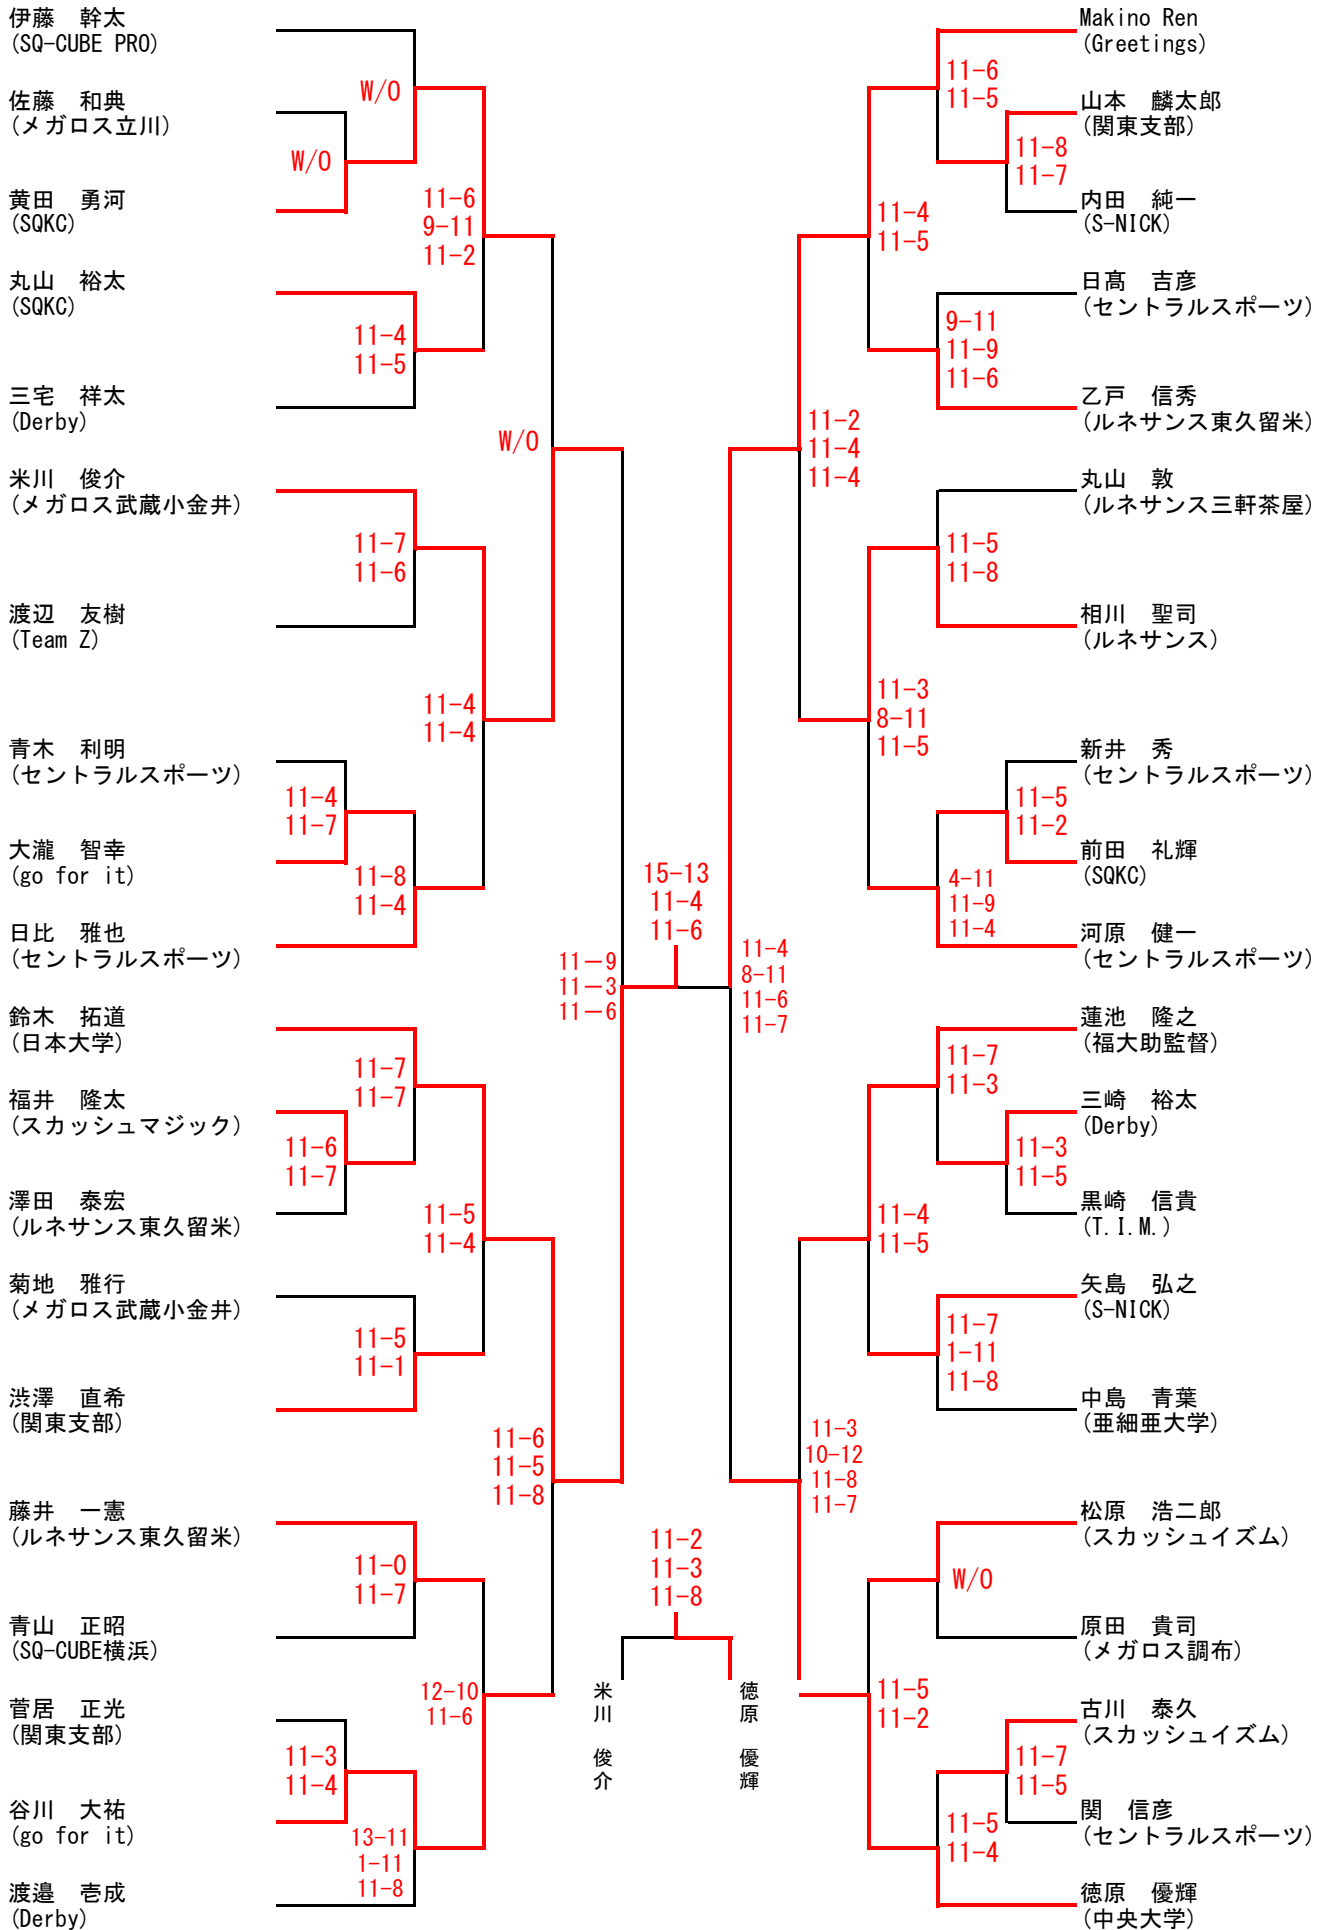 伊藤　幹太
(SQ-CUBE PRO)
佐藤　和典
(メガロス立川)
黄田　勇河
(SQKC)
丸山　裕太
(SQKC)
三宅　祥太
(Derby)
米川　俊介
(メガロス武蔵小金井)
渡辺　友樹
(Team Z)
青木　利明
(セントラルスポーツ)
大瀧　智幸
(go for it)
日比　雅也
(セントラルスポーツ)
鈴木　拓道
(日本大学)
福井　隆太
(スカッシュマジック)
澤田　泰宏
(ルネサンス東久留米)
菊地　雅行
(メガロス武蔵小金井)
渋澤　直希
(関東支部)
藤井　一憲
(ルネサンス東久留米)
青山　正昭
(SQ-CUBE横浜)
菅居　正光
(関東支部)
谷川　大祐
(go for it)
渡邉　壱成
(Derby)
W/O
W/O
11-4
11-5
11-7
11-6
11-4
11-7
11-8
11-4
11-7
11-7
11-6
11-7
11-5
11-1
11-0
11-7
11-3
11-4
13-11
1-11
11-8
11-6
9-11
11-2
11-4
11-4
11-5
11-4
12-10
11-6
W/O
11-6
11-5
11-8
11－9
11－3
11－6
15-13
11-4
11-6
11-2
11-3
11-8
米川　俊介
徳原　優輝
11-4
8-11
11-6
11-7
11-2
11-4
11-4
11-3
10-12
11-8
11-7
11-4
11-5
11-3
8-11
11-5
11-4
11-5
11-5
11-2
11-6
11-5
11-8
11-7
9-11
11-9
11-6
11-5
11-8
11-5
11-2
4-11
11-9
11-4
11-7
11-3
11-3
11-5
11-7
1-11
11-8
W/O
11-7
11-5
11-5
11-4
Makino Ren
(Greetings)
山本　麟太郎
(関東支部)
内田　純一
(S-NICK)
日髙　吉彦
(セントラルスポーツ)
乙戸　信秀
(ルネサンス東久留米)
丸山　敦
(ルネサンス三軒茶屋)
相川　聖司
(ルネサンス)
新井　秀
(セントラルスポーツ)
前田　礼輝
(SQKC)
河原　健一
(セントラルスポーツ)
蓮池　隆之
(福大助監督)
三崎　裕太
(Derby)
黒崎　信貴
(T.I.M.)
矢島　弘之
(S-NICK)
中島　青葉
(亜細亜大学)
松原　浩二郎
(スカッシュイズム)
原田　貴司
(メガロス調布)
古川　泰久
(スカッシュイズム)
関　信彦
(セントラルスポーツ)
徳原　優輝
(中央大学)